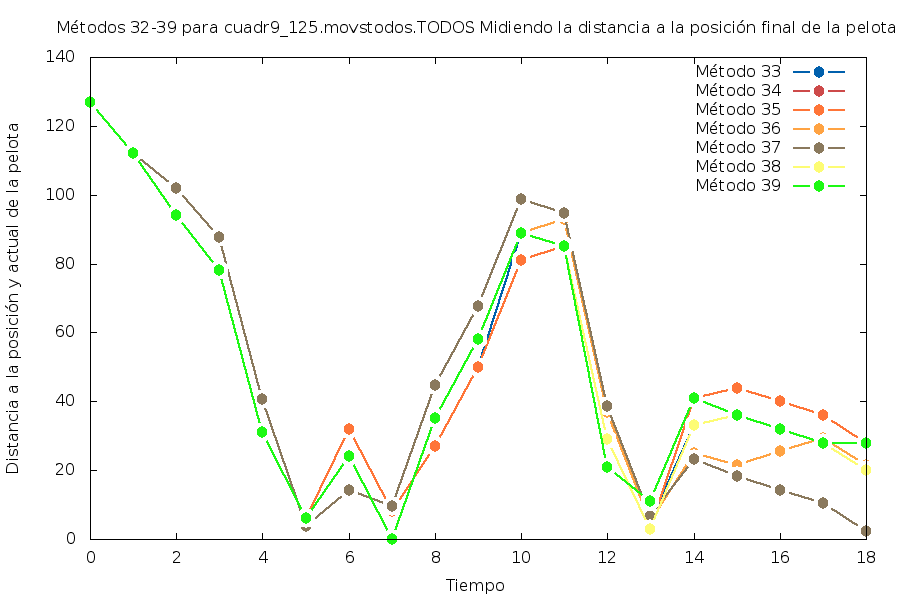 Métodos 32-39 para cuadr9_125.movstodos.TODOS Midiendo la distancia a la posición final de la pelota
Distancia a la posición y actual de la pelota
140
120
100
80
60
40
20
0
Método 33
Método 34
Método 35
Método 36
Método 37
Método 38
Método 39
0 2 4 6 8 10 12 14 16 18
Tiempo